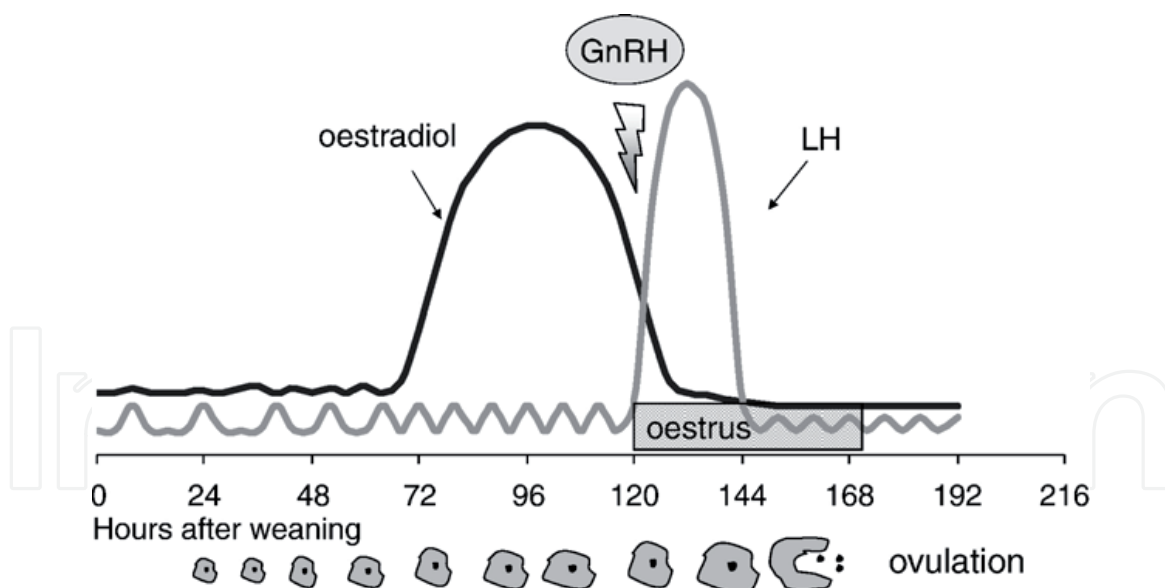 GnRH
oestradiol
LH
oestrus
0 24 48 72 96 120 144 168 192 216
Hours after weaning
ovulation